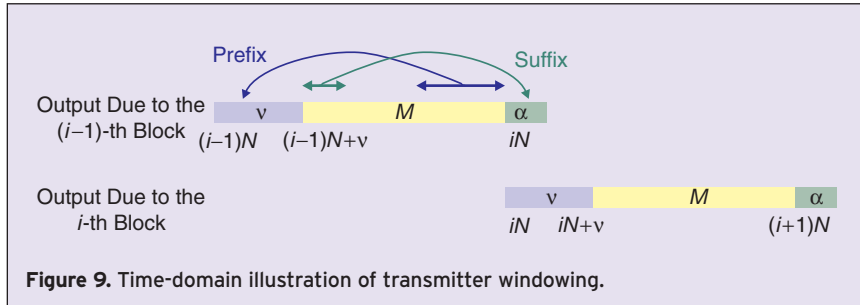 Prefix Suffix
Output Due to the
(i–1)-th Block
ν M α
(i–1)N (i–1)N+ν iN
Output Due to the
i-th Block
ν M α
iN iN+ν (i+1)N
Figure 9. Time-domain illustration of transmitter windowing.